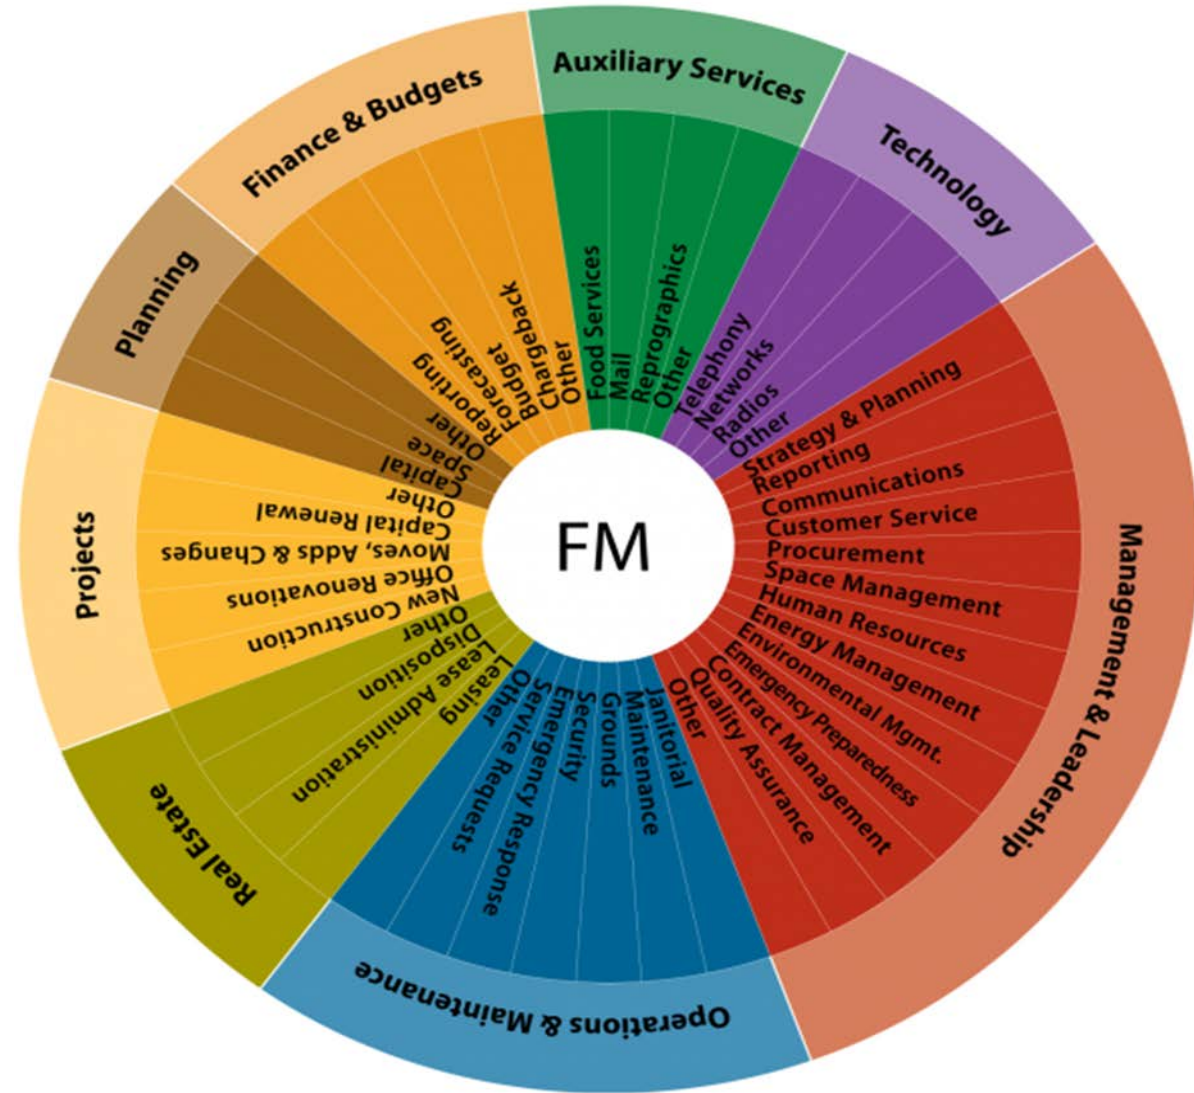 FM
Auxiliary Services
Food Services
Mail
Reprographics
Other
Technology
Telephony
Networks
Radios
Other
Management & Leadership
Strategy & Planning
Reporting
Communications
Customer Service
Procurement
Space Management
Human Resources
Energy Management
Environmental Mgmt.
Emergency Preparedness
Contract Management
Quality Assurance
Other
Operations & Maintenance
Janitorial
Maintenance
Grounds
Security
Emergency Response
Service Requests
Other
Real Estate
Leasing
Lease Administration
Disposition
Other
Projects
New Construction
Office Renovations
Moves, Adds & Changes
Capital Renewal
Other
Planning
Capital
Space
Other
Finance & Budgets
Reporting
Forecasting
Budget
Chargeback
Other